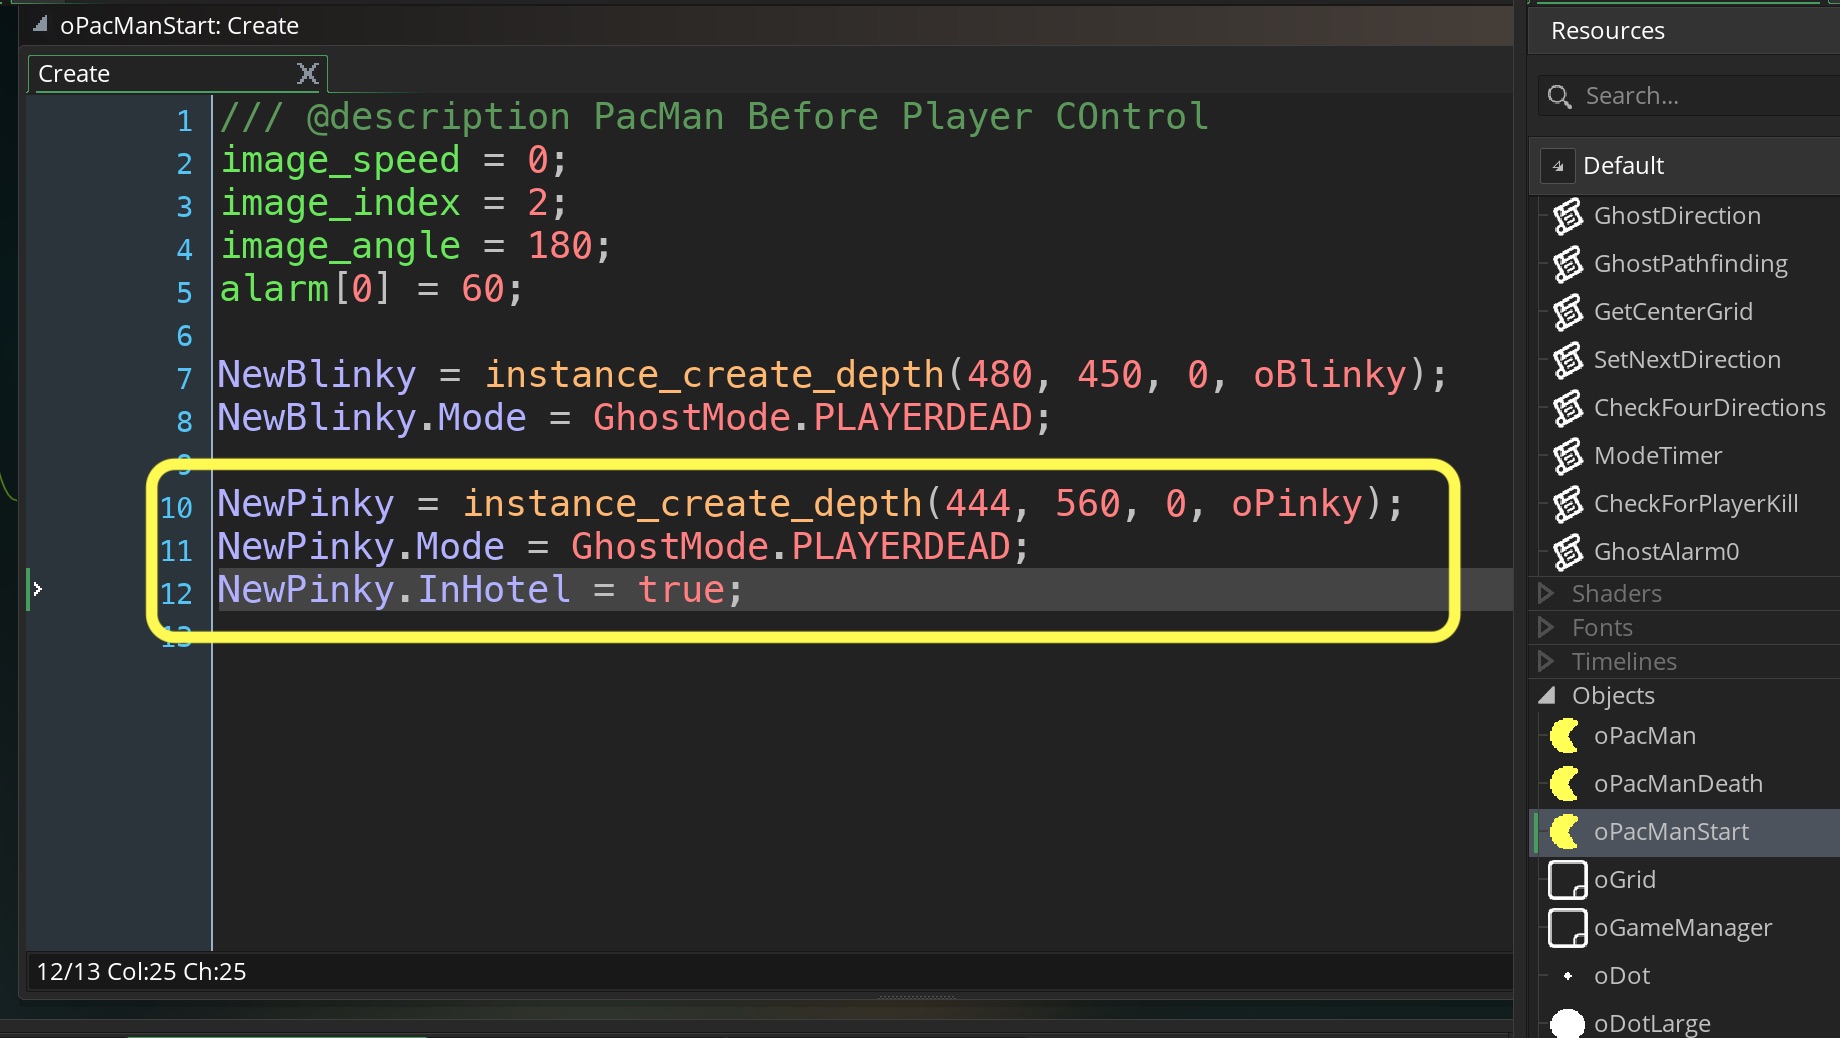 oPacManStart: Create
Create
1 /// @description PacMan Before Player COntrol
2 image_speed = 0;
3 image_index = 2;
4 image_angle = 180;
5 alarm[0] = 60;
6
7 NewBlinky = instance_create_depth(480, 450, 0, oBlinky);
8 NewBlinky.Mode = GhostMode.PLAYERDEAD;
9
10 NewPinky = instance_create_depth(444, 560, 0, oPinky);
11 NewPinky.Mode = GhostMode.PLAYERDEAD;
12 NewPinky.InHotel = true;
13
12/13 Col:25 Ch:25
Resources
Search...
Default
GhostDirection
GhostPathfinding
GetCenterGrid
SetNextDirection
CheckFourDirections
ModeTimer
CheckForPlayerKill
GhostAlarm0
Shaders
Fonts
Timelines
Objects
oPacMan
oPacManDeath
oPacManStart
oGrid
oGameManager
oDot
oDotLarge